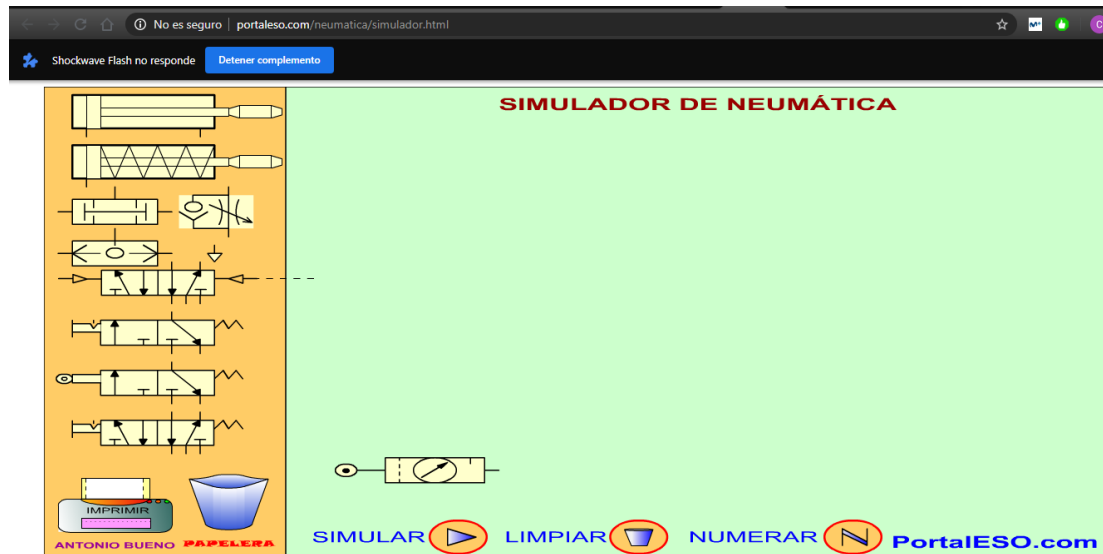 No es seguro | portaleso.com/neumatica/simulador.html
Shockwave Flash no responde
Detener complemento
SIMULADOR DE NEUMÁTICA
IMPRIMIR
ANTONIO BUENO
PAPELERA
SIMULAR
LIMPIAR
NUMERAR
PortalESO.com